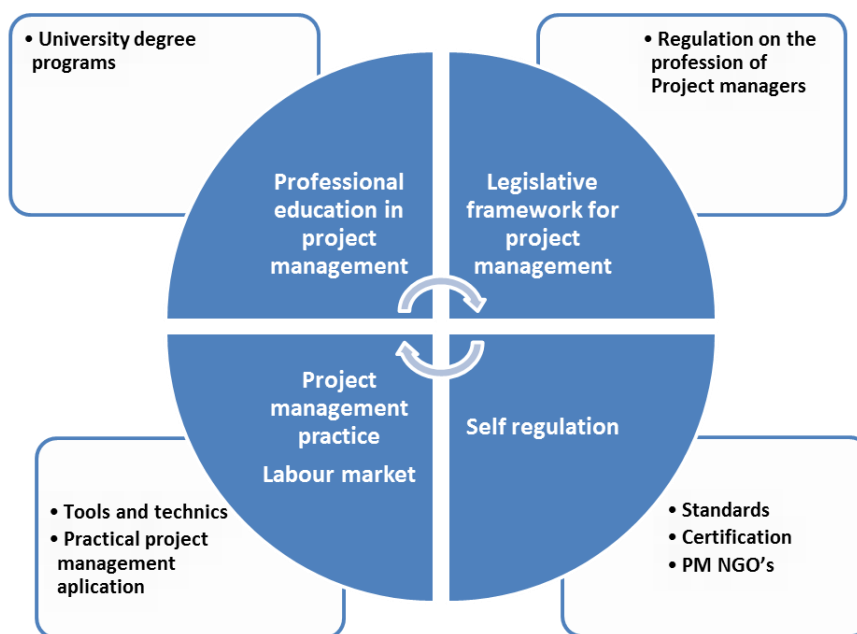 • University degree
programs
• Regulation on the
profession of
Project managers
Professional
education in
project
management
Legislative
framework for
project
management
Project
management
practice
Labour market
Self regulation
• Tools and technics
• Practical project
management
aplication
• Standards
• Certification
• PM NGO's